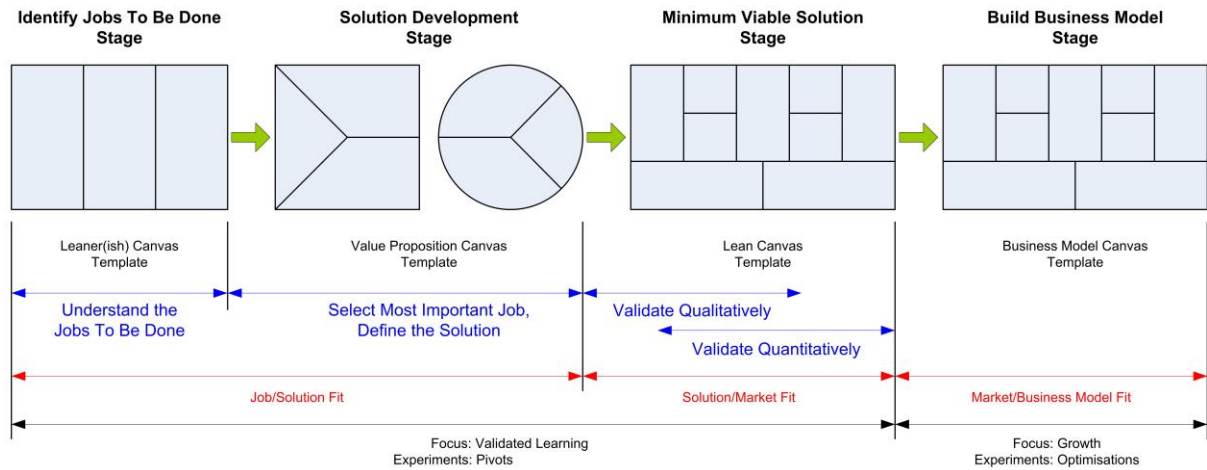 Identify Jobs To Be Done
Stage
Solution Development
Stage
Minimum Viable Solution
Stage
Build Business Model
Stage
Leaner(ish) Canvas
Template
Value Proposition Canvas
Template
Lean Canvas
Template
Business Model Canvas
Template
Understand the
Jobs To Be Done
Select Most Important Job,
Define the Solution
Validate Qualitatively
Validate Quantitatively
Job/Solution Fit
Solution/Market Fit
Market/Business Model Fit
Focus: Validated Learning
Experiments: Pivots
Focus: Growth
Experiments: Optimisations